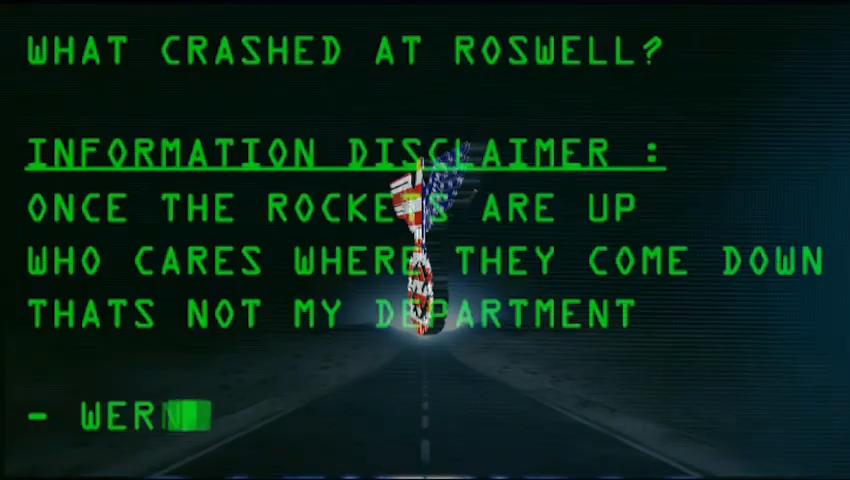 WHAT CRASHED AT ROSWELL?
INFORMATION DISCLAIMER :
ONCE THE ROCKETS ARE UP
WHO CARES WHERE THEY COME DOWN
THATS NOT MY DEPARTMENT
- WERN